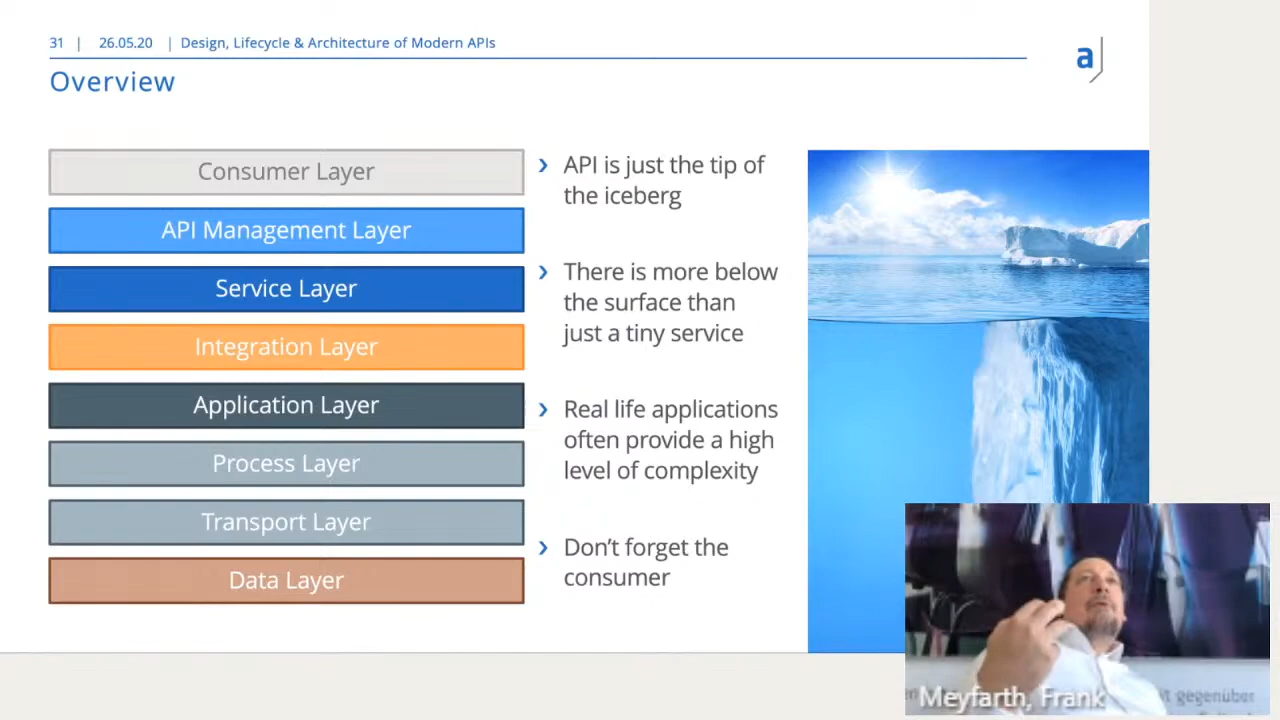 31 | 26.05.20 | Design, Lifecycle & Architecture of Modern APIs
a
Overview
Consumer Layer
API Management Layer
Service Layer
Integration Layer
Application Layer
Process Layer
Transport Layer
Data Layer
› API is just the tip of
the iceberg
› There is more below
the surface than
just a tiny service
› Real life applications
often provide a high
level of complexity
› Don’t forget the
consumer
Meyfarth, Frank
gegenüber